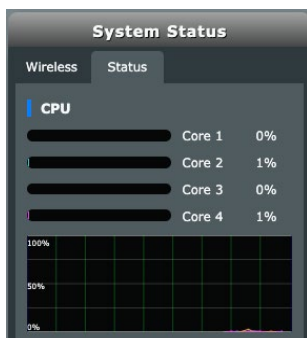 System Status
Wireless Status
CPU
Core 1 0%
Core 2 1%
Core 3 0%
Core 4 1%
100%
50%
0%